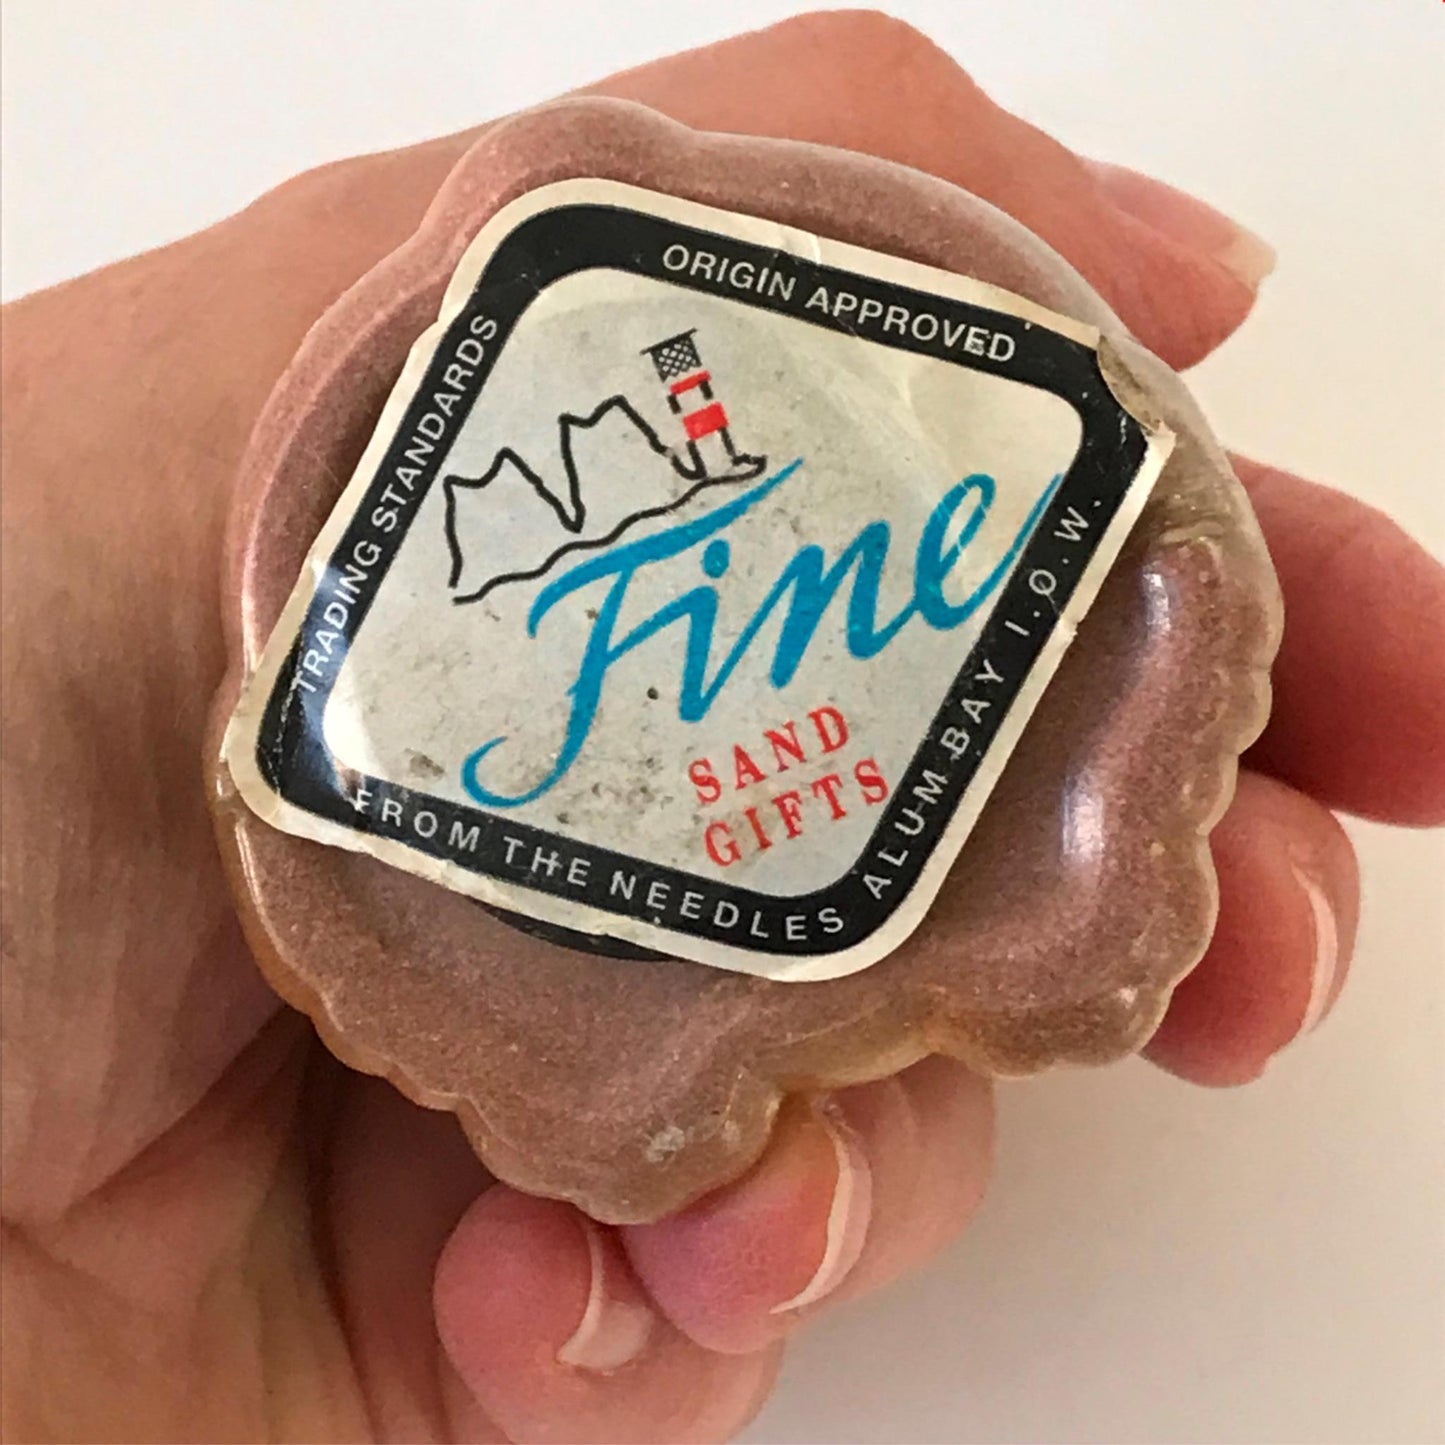 TRADING STANDARDS
ORIGIN APPROVED
Fine
SAND
GIFTS
FROM THE NEEDLES
ALUM BAY I.O.W.